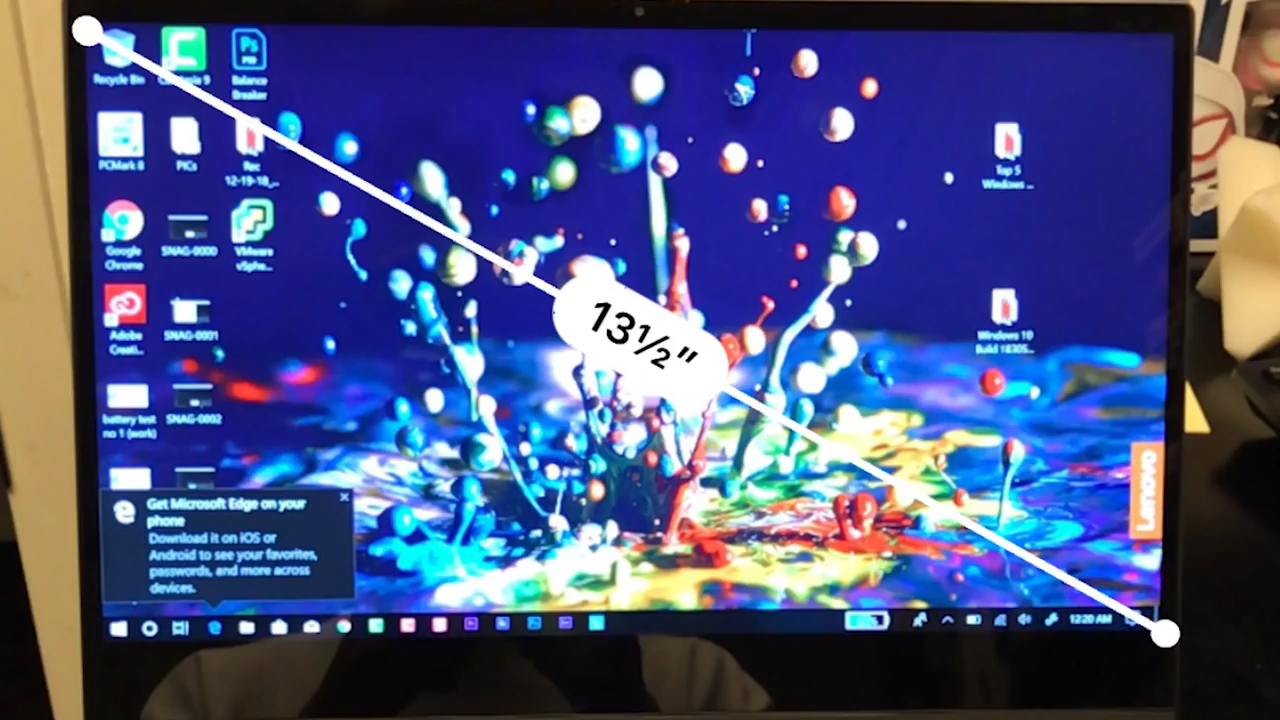 Recycle Bin
Camtasia 9
Balance
Breaker
PCMark 8
PICs
Rec
12-19-18_...
Top 5
Windows ...
Google
Chrome
SNAG-0000
VMware
vSphe...
Adobe
Creati...
SNAG-0001
Windows 10
Build 18305...
13½"
battery test
no 1 (work)
SNAG-0002
Lenovo
Get Microsoft Edge on your
phone
Download it on iOS or
Android to see your favorites,
passwords, and more across
devices.
12:20 AM